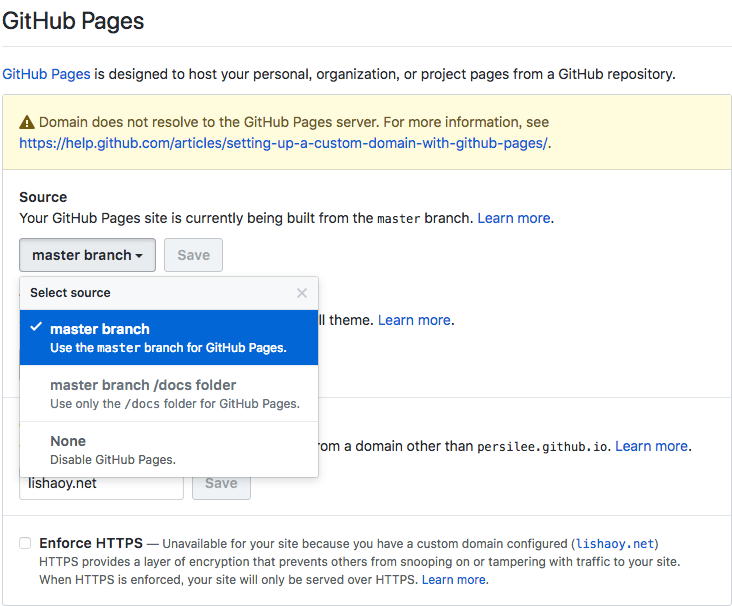 GitHub Pages
GitHub Pages is designed to host your personal, organization, or project pages from a GitHub repository.
Domain does not resolve to the GitHub Pages server. For more information, see
https://help.github.com/articles/setting-up-a-custom-domain-with-github-pages/.
Source
Your GitHub Pages site is currently being built from the master branch. Learn more.
master branch
Save
Select source
ll theme. Learn more.
master branch
Use the master branch for GitHub Pages.
master branch /docs folder
Use only the /docs folder for GitHub Pages.
None
om a domain other than persilee.github.io. Learn more.
Disable GitHub Pages.
lishaoy.net
Save
Enforce HTTPS — Unavailable for your site because you have a custom domain configured (lishaoy.net)
HTTPS provides a layer of encryption that prevents others from snooping on or tampering with traffic to your site.
When HTTPS is enforced, your site will only be served over HTTPS. Learn more.